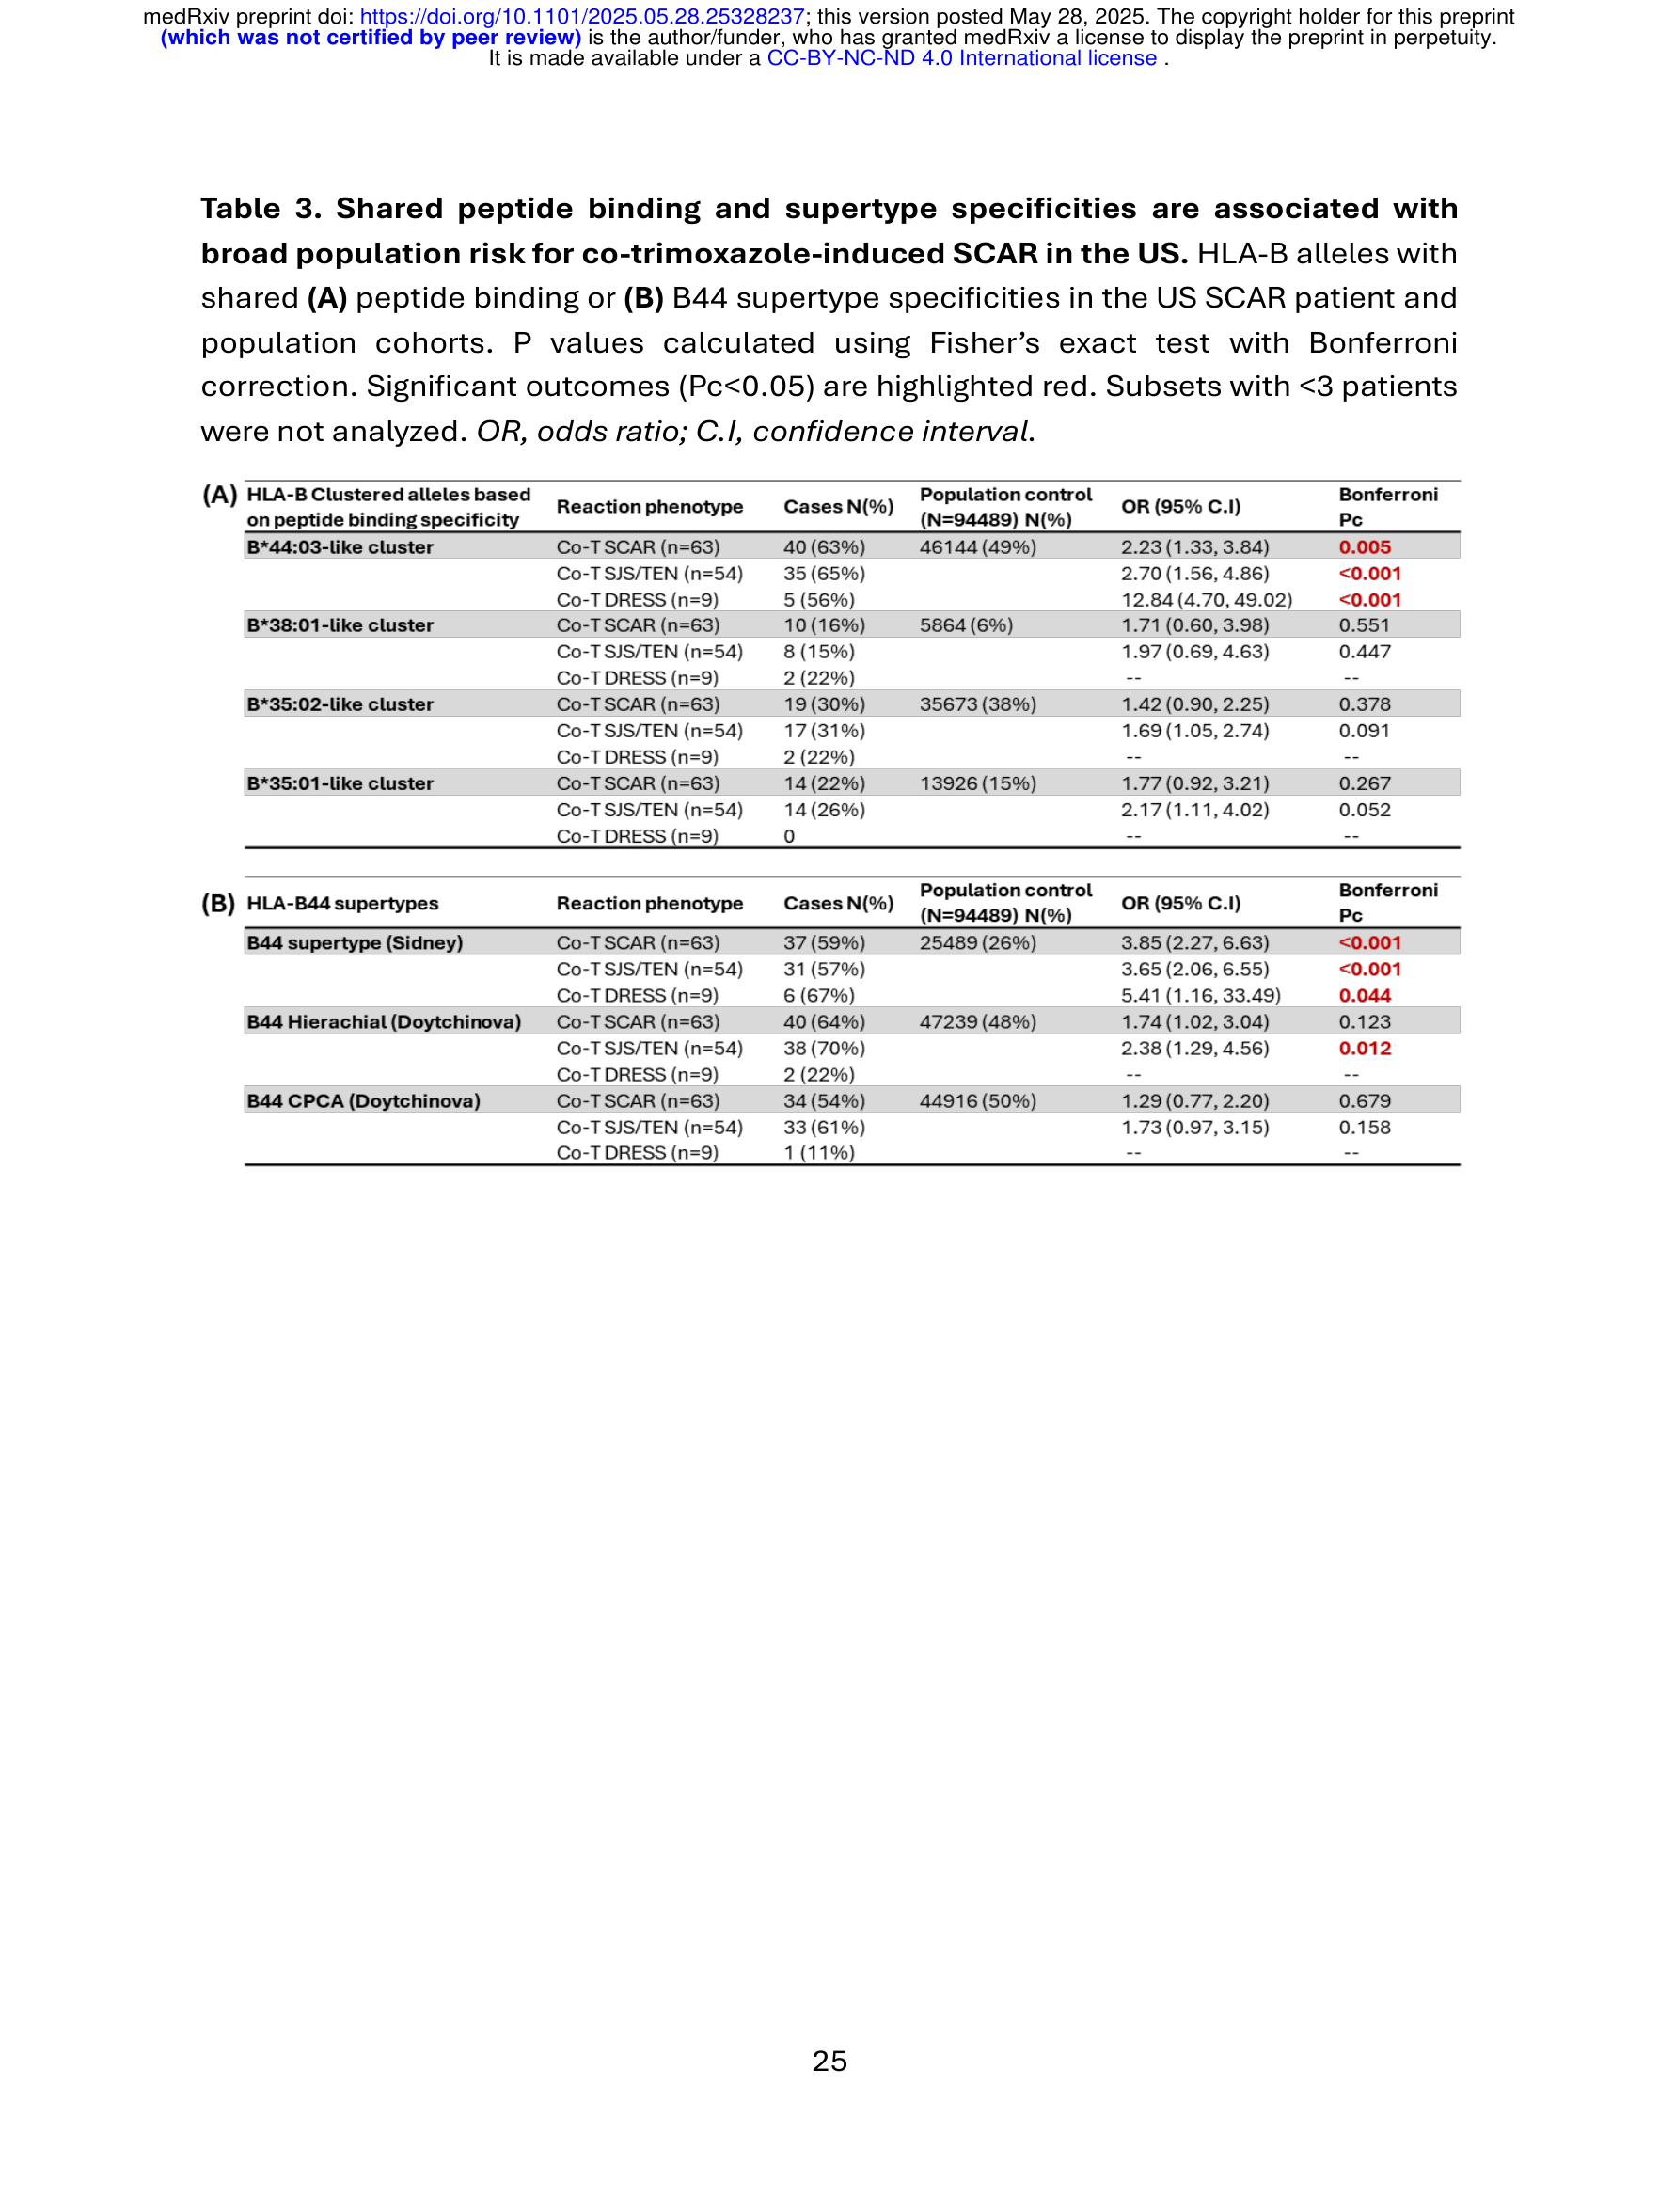 medRxiv preprint doi: https://doi.org/10.1101/2025.05.28.25328237; this version posted May 28, 2025. The copyright holder for this preprint
(which was not certified by peer review) is the author/funder, who has granted medRxiv a license to display the preprint in perpetuity.
It is made available under a CC-BY-NC-ND 4.0 International license .
Table 3. Shared peptide binding and supertype specificities are associated with
broad population risk for co-trimoxazole-induced SCAR in the US. HLA-B alleles with
shared (A) peptide binding or (B) B44 supertype specificities in the US SCAR patient and
population cohorts. P values calculated using Fisher's exact test with Bonferroni
correction. Significant outcomes (Pc<0.05) are highlighted red. Subsets with <3 patients
were not analyzed. OR, odds ratio; C.I, confidence interval.
(A) HLA-B Clustered alleles based on peptide binding specificity Reaction phenotype Cases N(%) Population control (N=94489) N(%) OR (95% C.I) Bonferroni Pc
B*44:03-like cluster Co-T SCAR (n=63) 40 (63%) 46144 (49%) 2.23 (1.33, 3.84) 0.005
Co-T SJS/TEN (n=54) 35 (65%) 2.70 (1.56, 4.86) <0.001
Co-T DRESS (n=9) 5 (56%) 12.84 (4.70, 49.02) <0.001
B*38:01-like cluster Co-T SCAR (n=63) 10 (16%) 5864 (6%) 1.71 (0.60, 3.98) 0.551
Co-T SJS/TEN (n=54) 8 (15%) 1.97 (0.69, 4.63) 0.447
Co-T DRESS (n=9) 2 (22%) -- --
B*35:02-like cluster Co-T SCAR (n=63) 19 (30%) 35673 (38%) 1.42 (0.90, 2.25) 0.378
Co-T SJS/TEN (n=54) 17 (31%) 1.69 (1.05, 2.74) 0.091
Co-T DRESS (n=9) 2 (22%) -- --
B*35:01-like cluster Co-T SCAR (n=63) 14 (22%) 13926 (15%) 1.77 (0.92, 3.21) 0.267
Co-T SJS/TEN (n=54) 14 (26%) 2.17 (1.11, 4.02) 0.052
Co-T DRESS (n=9) 0 -- --
(B) HLA-B44 supertypes Reaction phenotype Cases N(%) Population control (N=94489) N(%) OR (95% C.I) Bonferroni Pc
B44 supertype (Sidney) Co-T SCAR (n=63) 37 (59%) 25489 (26%) 3.85 (2.27, 6.63) <0.001
Co-T SJS/TEN (n=54) 31 (57%) 3.65 (2.06, 6.55) <0.001
Co-T DRESS (n=9) 6 (67%) 5.41 (1.16, 33.49) 0.044
B44 Hierachial (Doytchinova) Co-T SCAR (n=63) 40 (64%) 47239 (48%) 1.74 (1.02, 3.04) 0.123
Co-T SJS/TEN (n=54) 38 (70%) 2.38 (1.29, 4.56) 0.012
Co-T DRESS (n=9) 2 (22%) -- --
B44 CPCA (Doytchinova) Co-T SCAR (n=63) 34 (54%) 44916 (50%) 1.29 (0.77, 2.20) 0.679
Co-T SJS/TEN (n=54) 33 (61%) 1.73 (0.97, 3.15) 0.158
Co-T DRESS (n=9) 1 (11%) -- --
25